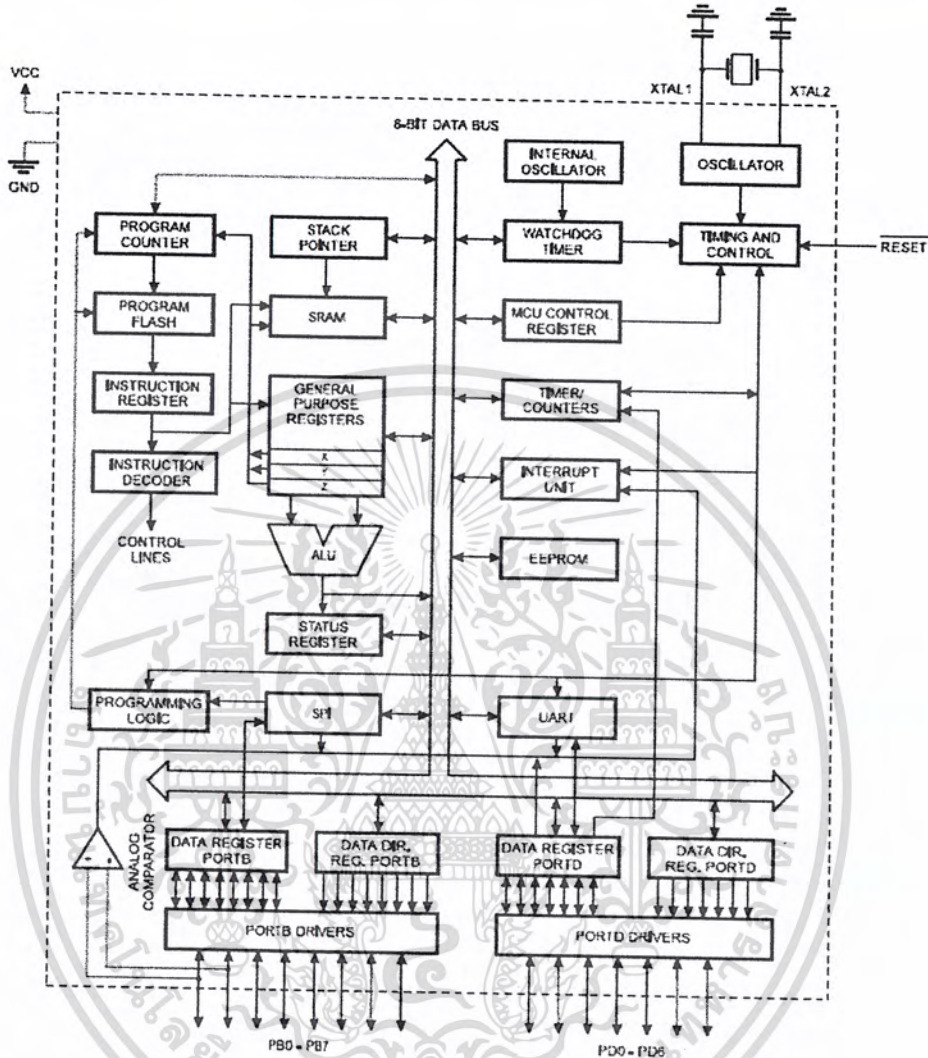 XTAL1
XTAL2
VCC
GND
8-BIT DATA BUS
INTERNAL
OSCILLATOR
OSCILLATOR
PROGRAM
COUNTER
STACK
POINTER
WATCHDOG
TIMER
TIMING AND
CONTROL
RESET
PROGRAM
FLASH
SRAM
MCU CONTROL
REGISTER
INSTRUCTION
REGISTER
GENERAL
PURPOSE
REGISTERS
X
Y
Z
TIMER/
COUNTERS
INSTRUCTION
DECODER
INTERRUPT
UNIT
CONTROL
LINES
ALU
EEPROM
STATUS
REGISTER
PROGRAMMING
LOGIC
SPI
UART
ANALOG
COMPARATOR
+
-
DATA REGISTER
PORTB
DATA DIR.
REG. PORTB
DATA REGISTER
PORTD
DATA DIR.
REG. PORTD
PORTB DRIVERS
PORTD DRIVERS
PB0 - PB7
PD0 - PD6